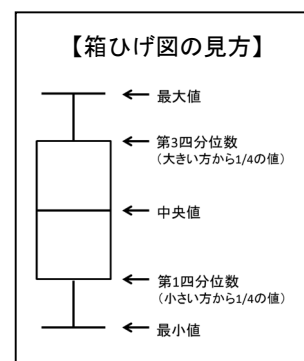 【箱ひげ図の見方】
最大値
第3四分位数
（大きい方から1/4の値）
中央値
第1四分位数
（小さい方から1/4の値）
最小値